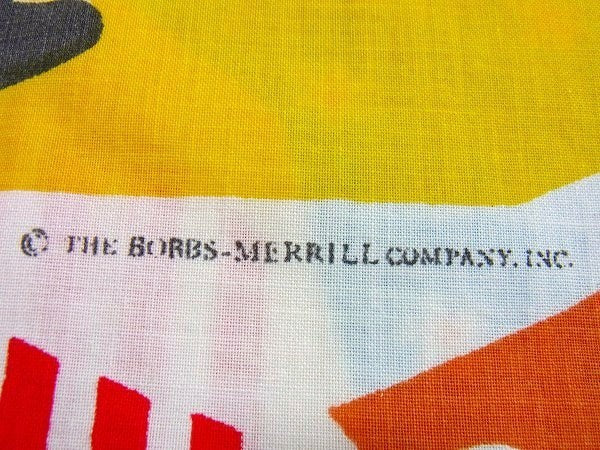 © THE BOBBS-MERRILL COMPANY, INC.